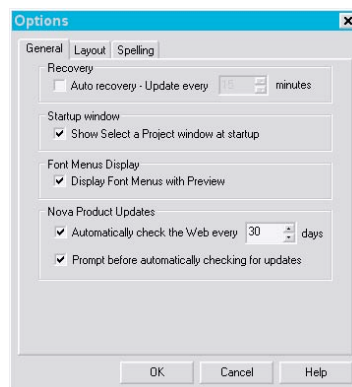 Options
General Layout Spelling
Recovery
Auto recovery - Update every 15 minutes
Startup window
Show Select a Project window at startup
Font Menus Display
Display Font Menus with Preview
Nova Product Updates
Automatically check the Web every 30 days
Prompt before automatically checking for updates
OK Cancel Help